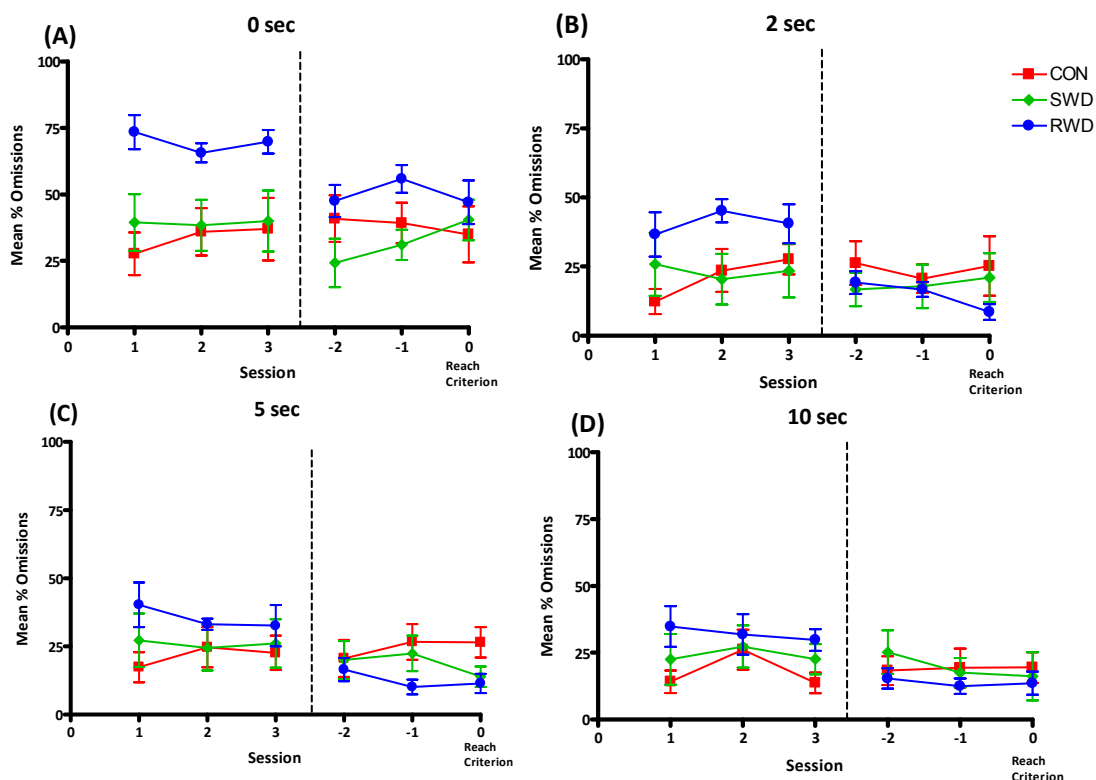 (A)
0 sec
Mean % Omissions
100
75
50
25
0
0
1
2
3
-2
-1
0
Session
Reach
Criterion
(B)
2 sec
Mean % Omissions
100
75
50
25
0
0
1
2
3
-2
-1
0
Session
Reach
Criterion
CON
SWD
RWD
(C)
5 sec
Mean % Omissions
100
75
50
25
0
0
1
2
3
-2
-1
0
Session
Reach
Criterion
(D)
10 sec
Mean % Omissions
100
75
50
25
0
0
1
2
3
-2
-1
0
Session
Reach
Criterion